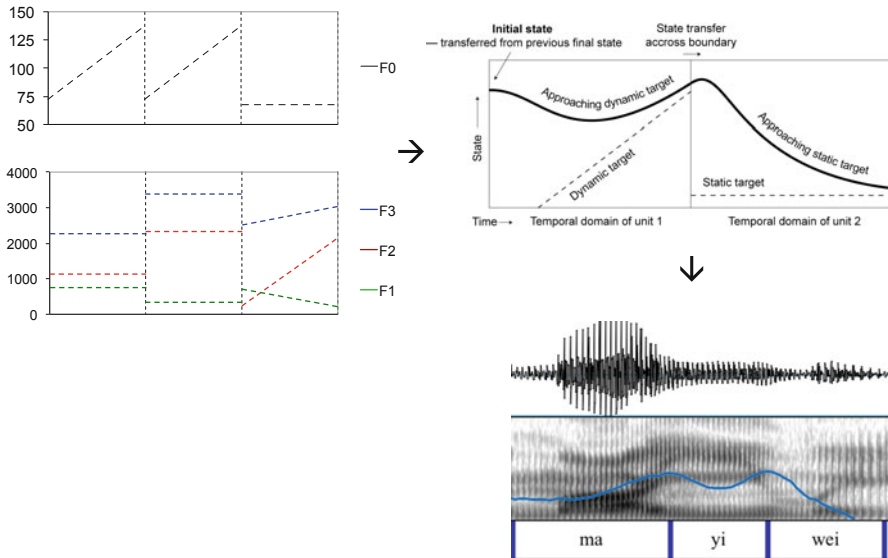 150
125
100
75
50
F0
4000
3000
2000
1000
0
F3
F2
F1
Initial state
— transferred from previous final state
State transfer
accross boundary
State
Approaching dynamic target
Dynamic target
Approaching static target
Static target
Time
Temporal domain of unit 1
Temporal domain of unit 2
ma
yi
wei